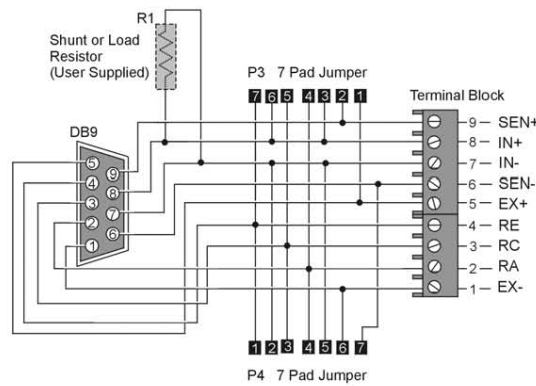 R1
Shunt or Load
Resistor
(User Supplied)
P3 7 Pad Jumper
7 6 5 4 3 2 1
Terminal Block
DB9
5
9
4
8
3
7
2
6
1
9 SEN+
8 IN+
7 IN-
6 SEN-
5 EX+
4 RE
3 RC
2 RA
1 EX-
1 2 3 4 5 6 7
P4 7 Pad Jumper